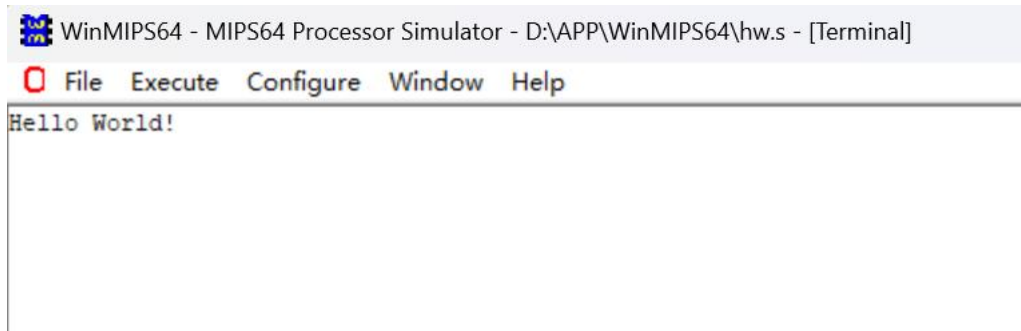 WinMIPS64 - MIPS64 Processor Simulator - D:\APP\WinMIPS64\hw.s - [Terminal]
File Execute Configure Window Help
Hello World!